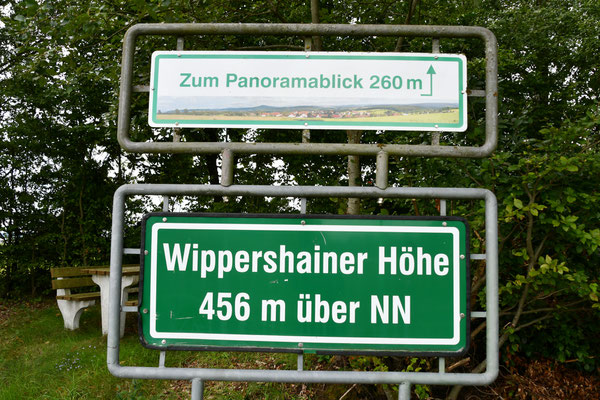 Zum Panoramablick 260 m
Wippershainer Höhe
456 m über NN